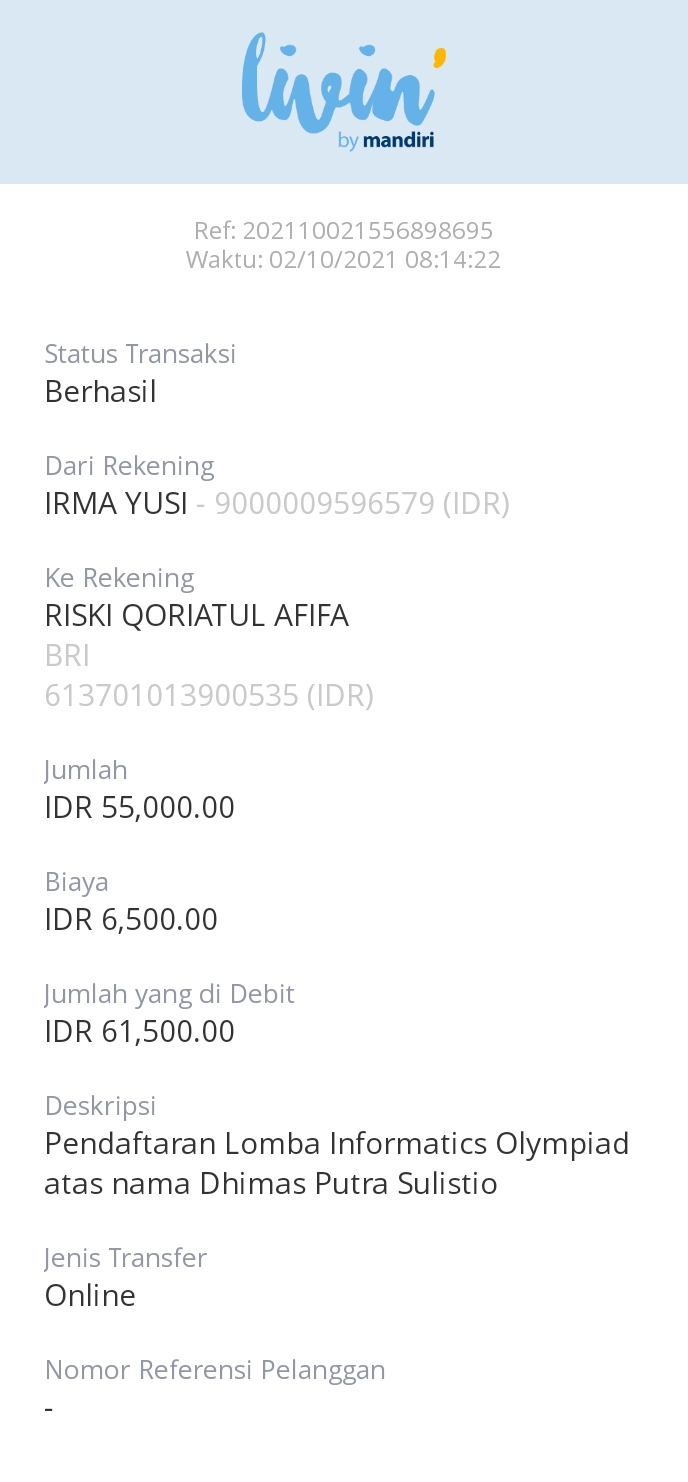 livin'
by mandiri
Ref: 202110021556898695
Waktu: 02/10/2021 08:14:22
Status Transaksi
Berhasil
Dari Rekening
IRMA YUSI - 9000009596579 (IDR)
Ke Rekening
RISKI QORIATUL AFIFA
BRI
613701013900535 (IDR)
Jumlah
IDR 55,000.00
Biaya
IDR 6,500.00
Jumlah yang di Debit
IDR 61,500.00
Deskripsi
Pendaftaran Lomba Informatics Olympiad
atas nama Dhimas Putra Sulistio
Jenis Transfer
Online
Nomor Referensi Pelanggan
-